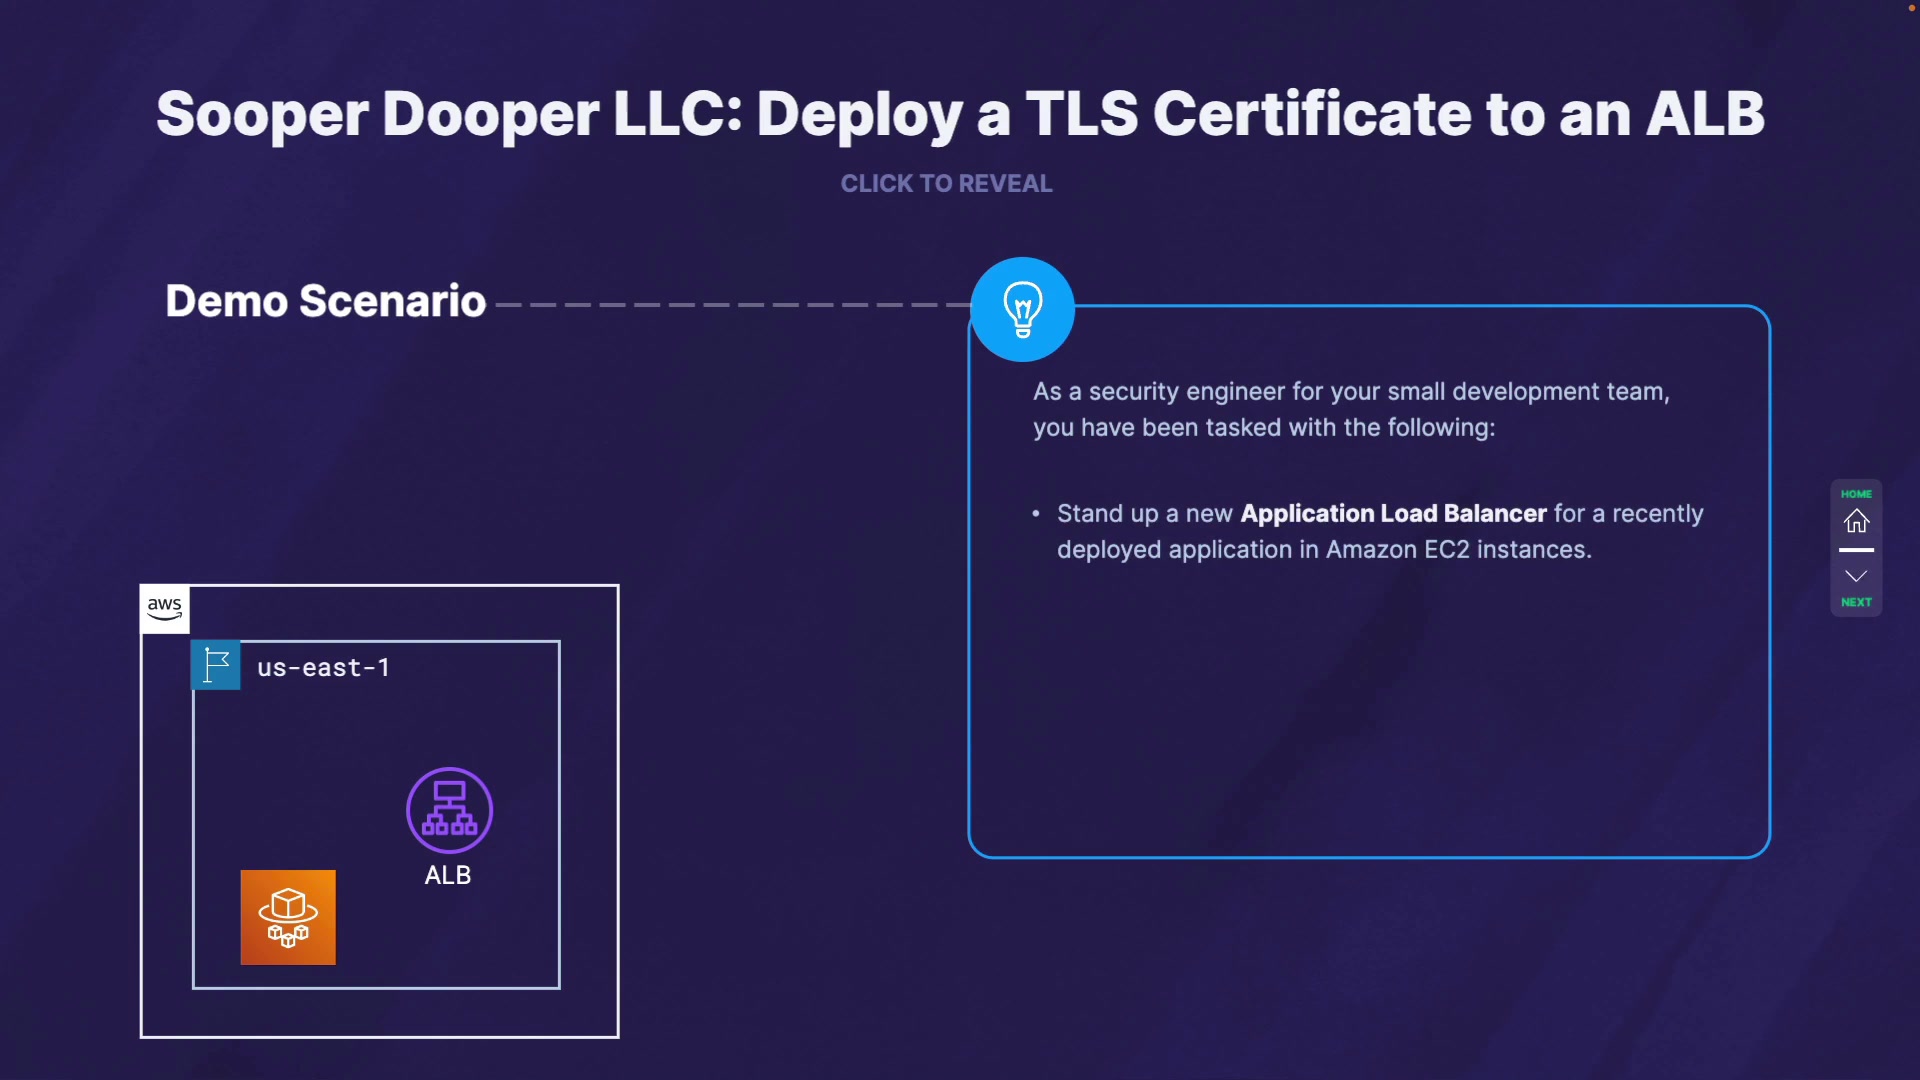 Sooper Dooper LLC: Deploy a TLS Certificate to an ALB
CLICK TO REVEAL
Demo Scenario
As a security engineer for your small development team,
you have been tasked with the following:
• Stand up a new Application Load Balancer for a recently
deployed application in Amazon EC2 instances.
HOME
NEXT
aws
us-east-1
ALB